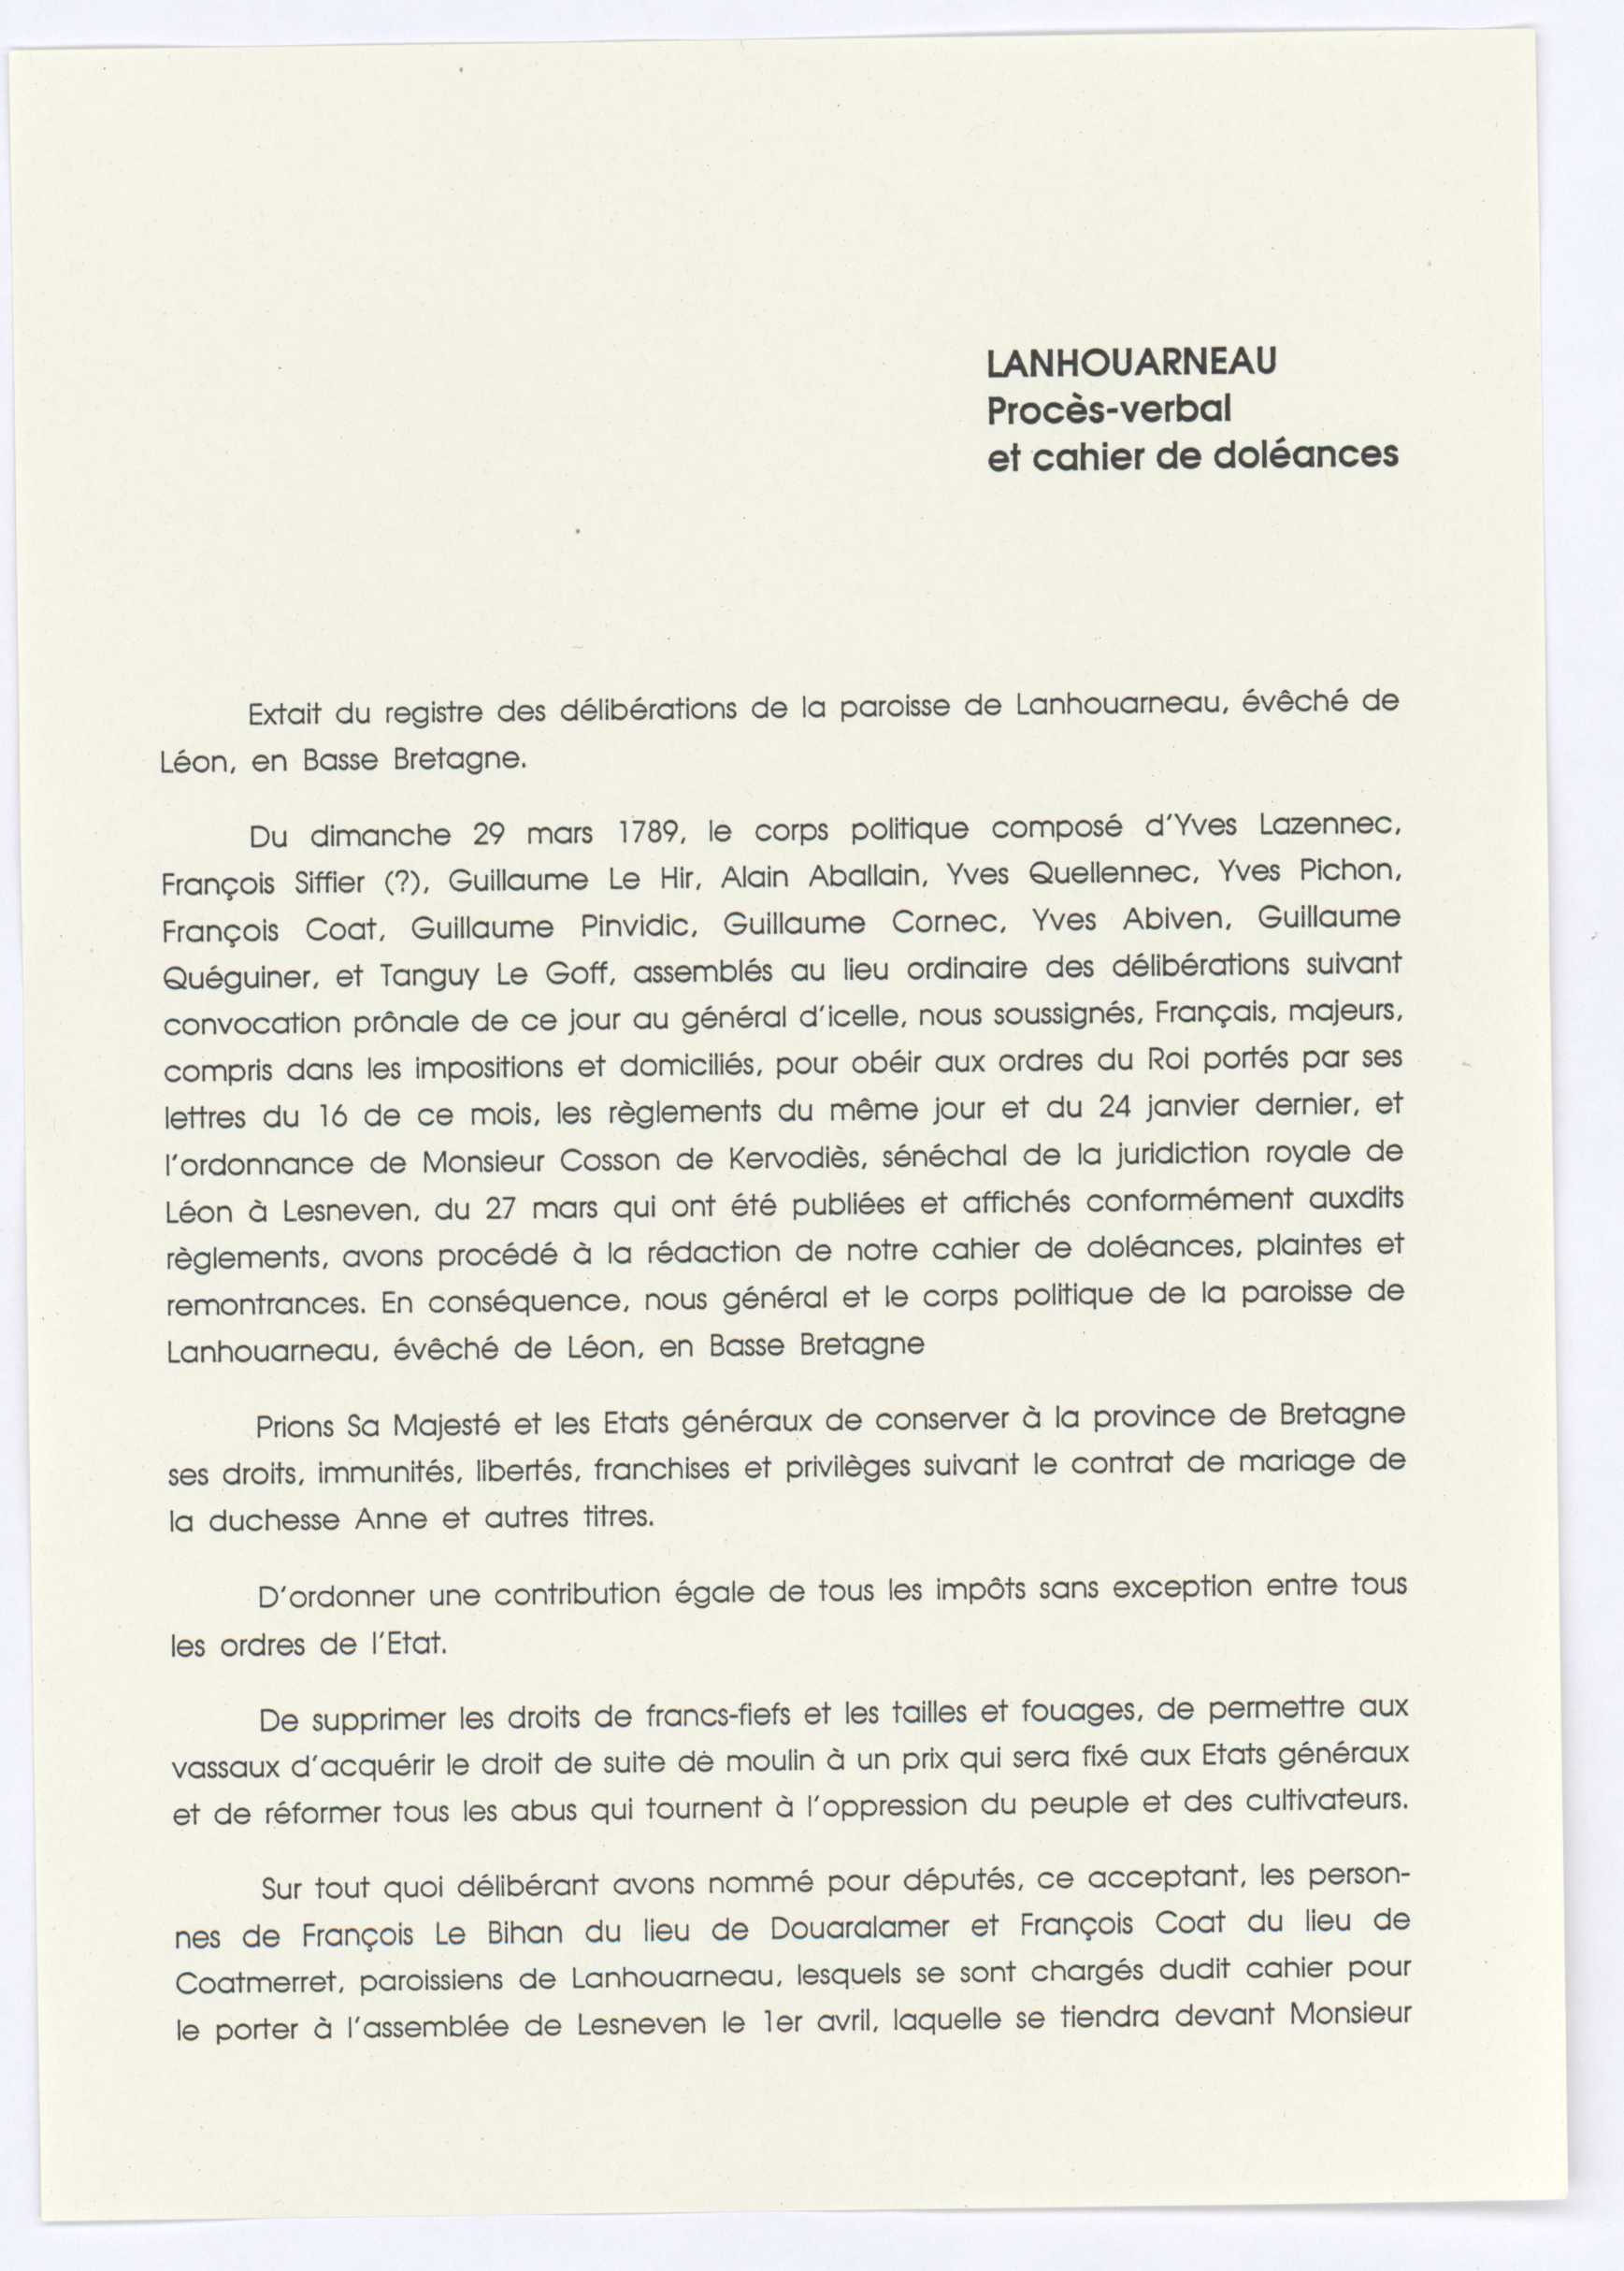 LANHOUARNEAU
Procès-verbal
et cahier de doléances
Extait du registre des délibérations de la paroisse de Lanhouarneau, évêché de
Léon, en Basse Bretagne.
Du dimanche 29 mars 1789, le corps politique composé d'Yves Lazennec,
François Siffier (?), Guillaume Le Hir, Alain Aballain, Yves Quellennec, Yves Pichon,
François Coat, Guillaume Pinvidic, Guillaume Cornec, Yves Abiven, Guillaume
Quéguiner, et Tanguy Le Goff, assemblés au lieu ordinaire des délibérations suivant
convocation prônale de ce jour au général d'icelle, nous soussignés, Français, majeurs,
compris dans les impositions et domiciliés, pour obéir aux ordres du Roi portés par ses
lettres du 16 de ce mois, les règlements du même jour et du 24 janvier dernier, et
l'ordonnance de Monsieur Cosson de Kervodiès, sénéchal de la juridiction royale de
Léon à Lesneven, du 27 mars qui ont été publiées et affichés conformément auxdits
règlements, avons procédé à la rédaction de notre cahier de doléances, plaintes et
remontrances. En conséquence, nous général et le corps politique de la paroisse de
Lanhouarneau, évêché de Léon, en Basse Bretagne
Prions Sa Majesté et les Etats généraux de conserver à la province de Bretagne
ses droits, immunités, libertés, franchises et privilèges suivant le contrat de mariage de
la duchesse Anne et autres titres.
D'ordonner une contribution égale de tous les impôts sans exception entre tous
les ordres de l'Etat.
De supprimer les droits de francs-fiefs et les tailles et fouages, de permettre aux
vassaux d'acquérir le droit de suite de moulin à un prix qui sera fixé aux Etats généraux
et de réformer tous les abus qui tournent à l'oppression du peuple et des cultivateurs.
Sur tout quoi délibérant avons nommé pour députés, ce acceptant, les person-
nes de François Le Bihan du lieu de Douaralamer et François Coat du lieu de
Coatmerret, paroissiens de Lanhouarneau, lesquels se sont chargés dudit cahier pour
le porter à l'assemblée de Lesneven le 1er avril, laquelle se tiendra devant Monsieur